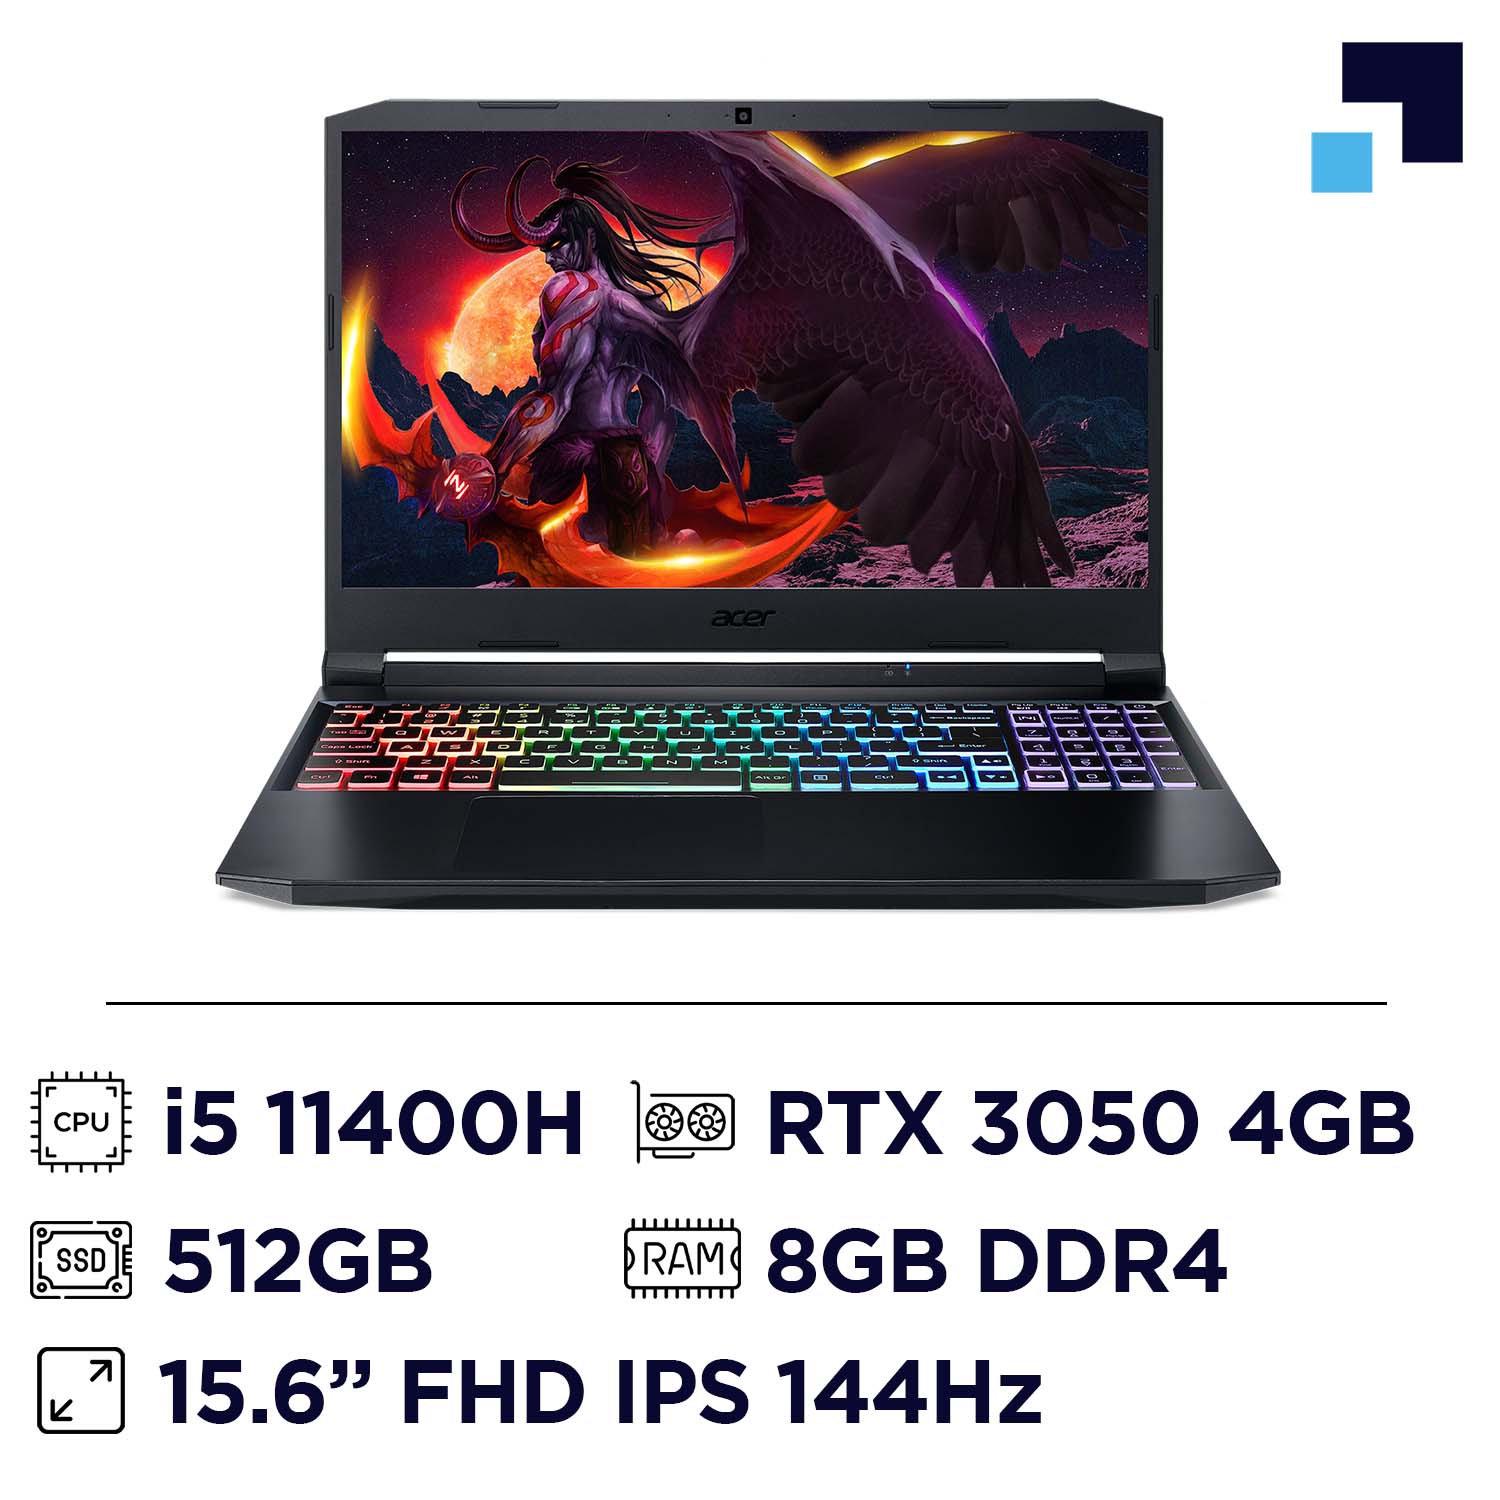 acer
CPU i5 11400H RTX 3050 4GB
SSD 512GB RAM 8GB DDR4
15.6” FHD IPS 144Hz